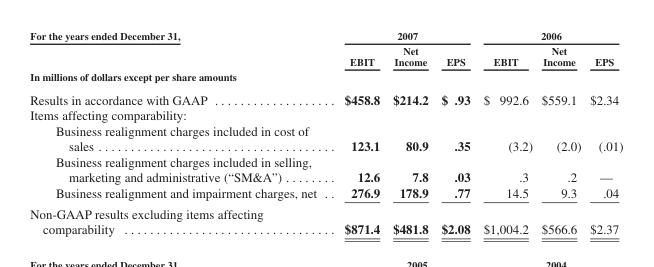 For the years ended December 31, 2007 2006
EBIT Net Income EPS EBIT Net Income EPS
In millions of dollars except per share amounts
Results in accordance with GAAP . . . . . . . . . . . . . . . . . . . $458.8 $214.2 $ .93 $ 992.6 $559.1 $2.34
Items affecting comparability:
Business realignment charges included in cost of
sales . . . . . . . . . . . . . . . . . . . . . . . . . . . . . . . . . . . . . 123.1 80.9 .35 (3.2) (2.0) (.01)
Business realignment charges included in selling,
marketing and administrative (“SM&A”) . . . . . . . . 12.6 7.8 .03 .3 .2 —
Business realignment and impairment charges, net . . 276.9 178.9 .77 14.5 9.3 .04
Non-GAAP results excluding items affecting
comparability . . . . . . . . . . . . . . . . . . . . . . . . . . . . . . . . . $871.4 $481.8 $2.08 $1,004.2 $566.6 $2.37
For the years ended December 31, 2005 2004